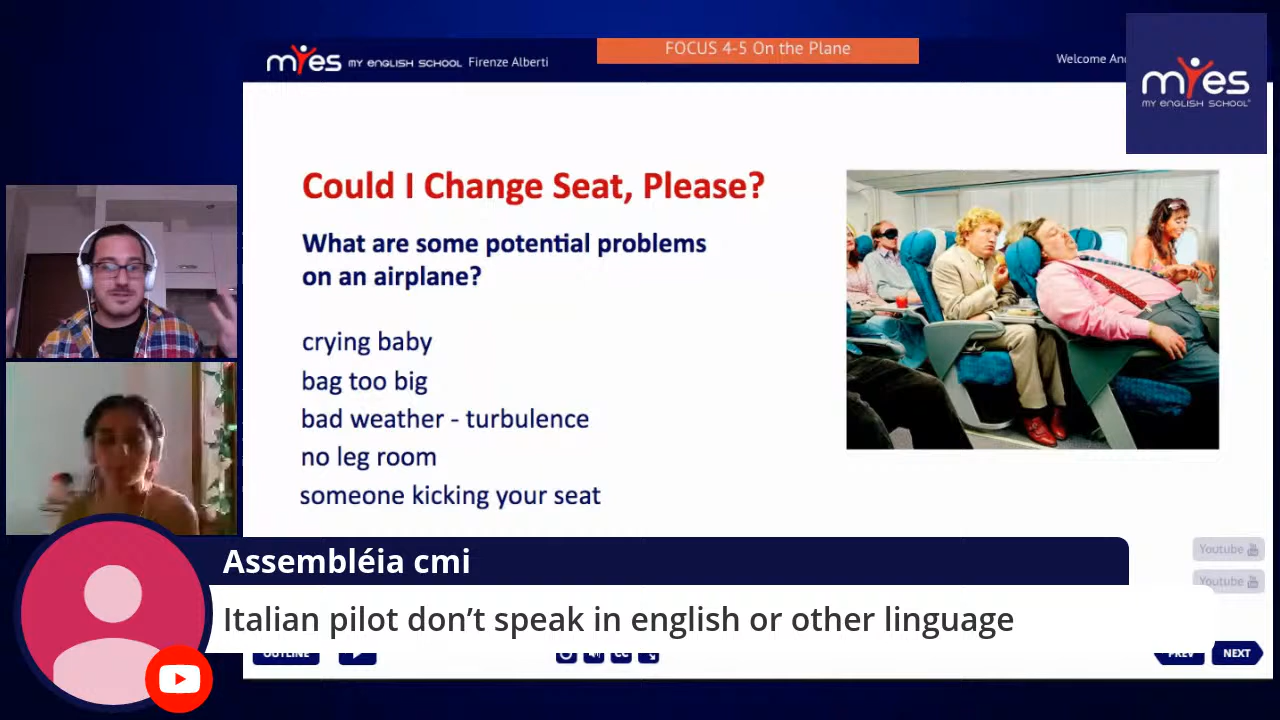 myes MY ENGLISH SCHOOL Firenze Alberti
FOCUS 4-5 On the Plane
Welcome
myes
MY ENGLISH SCHOOL
Could I Change Seat, Please?
What are some potential problems
on an airplane?
crying baby
bag too big
bad weather - turbulence
no leg room
someone kicking your seat
Youtube
Youtube
Assembléia cmi
Italian pilot don’t speak in english or other linguage
OUTLINE
CC
PREV
NEXT